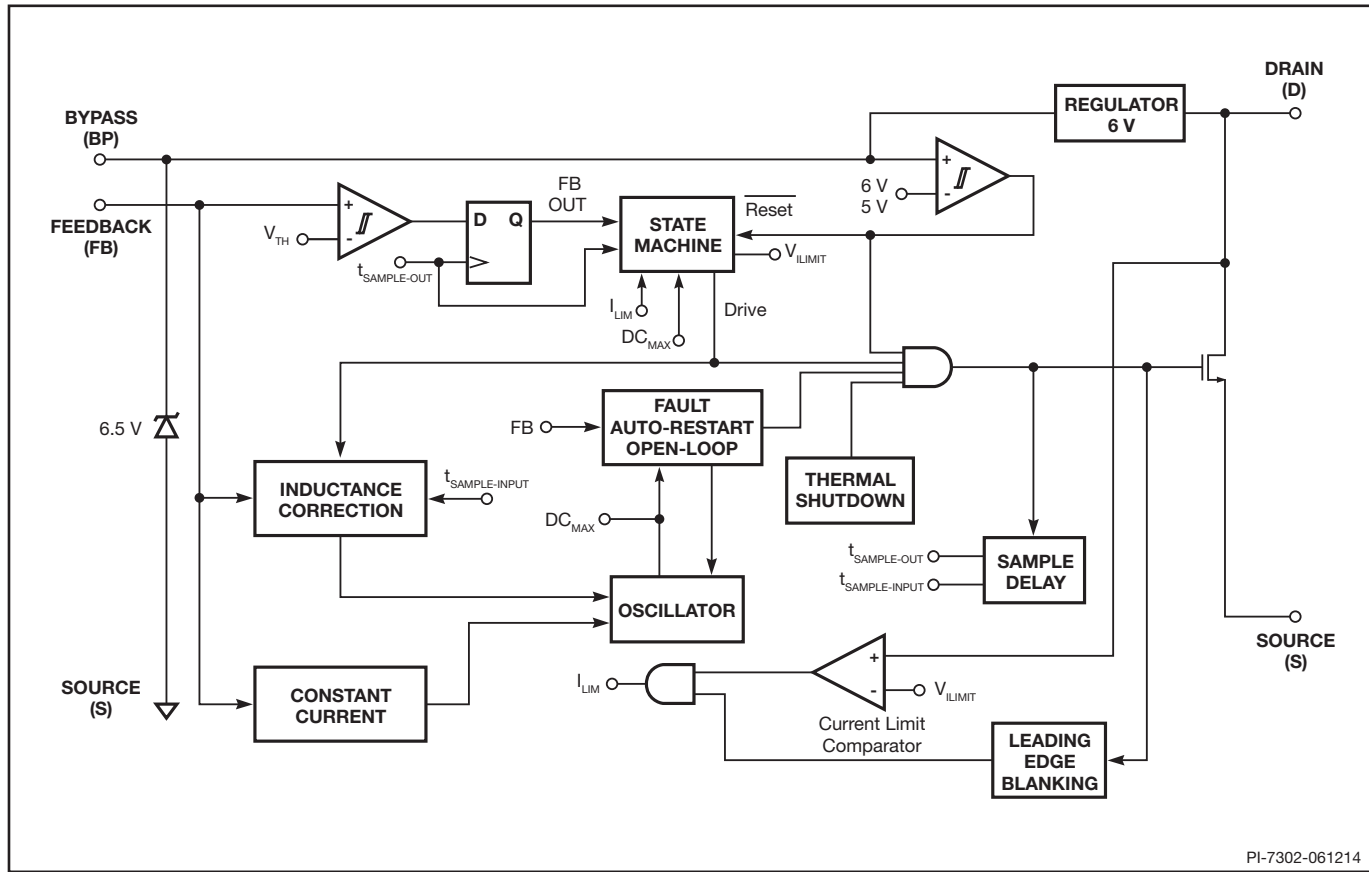 DRAIN
(D)
REGULATOR
6 V
BYPASS
(BP)
FEEDBACK
(FB)
+
-
V_TH
D Q
FB
OUT
t_SAMPLE-OUT
STATE
MACHINE
Reset
+
-
6 V
5 V
V_ILIMIT
I_LIM
DC_MAX
Drive
6.5 V
FB
FAULT
AUTO-RESTART
OPEN-LOOP
THERMAL
SHUTDOWN
INDUCTANCE
CORRECTION
t_SAMPLE-INPUT
DC_MAX
t_SAMPLE-OUT
t_SAMPLE-INPUT
SAMPLE
DELAY
OSCILLATOR
SOURCE
(S)
CONSTANT
CURRENT
I_LIM
+
-
V_ILIMIT
Current Limit
Comparator
LEADING
EDGE
BLANKING
SOURCE
(S)
PI-7302-061214